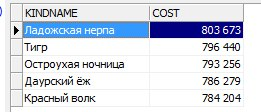 KINDNAME COST
Ладожская нерпа 803 673
Тигр 796 440
Остроухая ночница 793 256
Даурский ёж 786 279
Красный волк 784 204